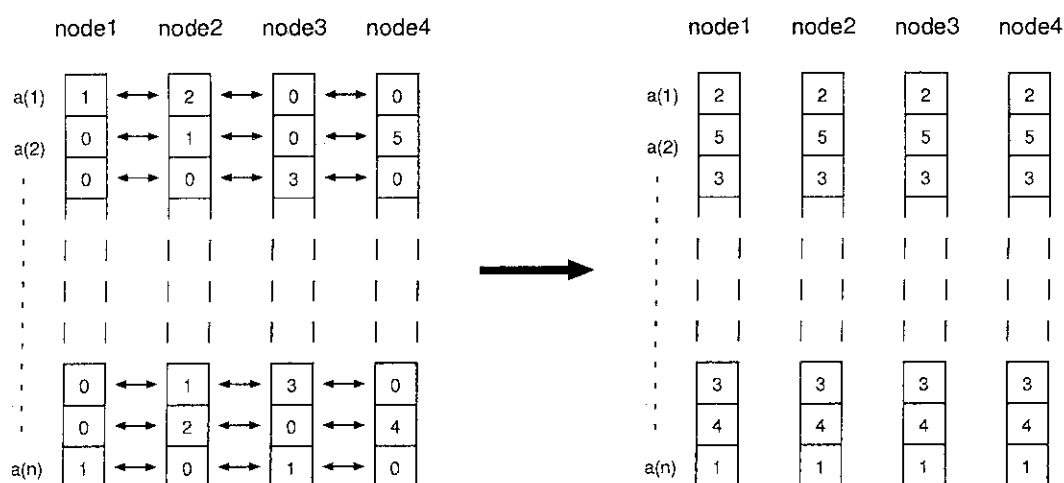 node1 node2 node3 node4 node1 node2 node3 node4
a(1) 1 2 0 0 a(1) 2 2 2 2
a(2) 0 1 0 5 a(2) 5 5 5 5
0 0 3 0 3 3 3 3
0 1 3 0 3 3 3 3
0 2 0 4 4 4 4 4
a(n) 1 0 1 0 a(n) 1 1 1 1